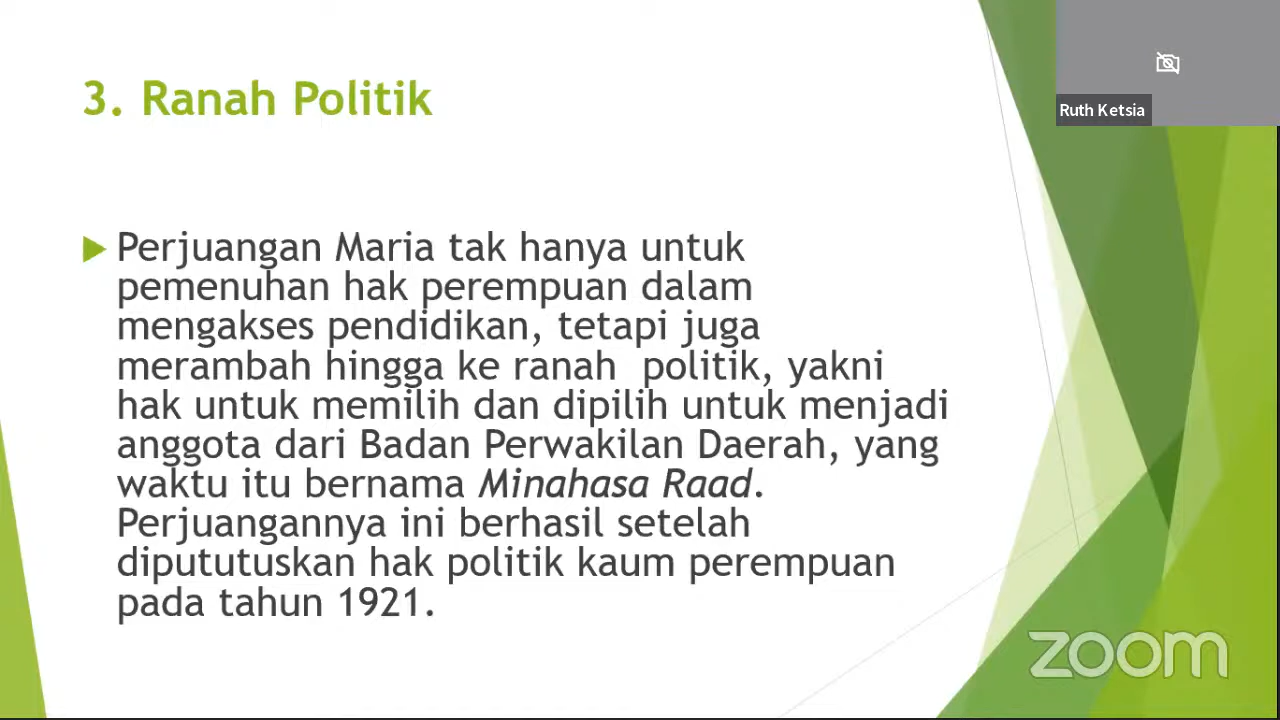 3. Ranah Politik
Ruth Ketsia
Perjuangan Maria tak hanya untuk
pemenuhan hak perempuan dalam
mengakses pendidikan, tetapi juga
merambah hingga ke ranah politik, yakni
hak untuk memilih dan dipilih untuk menjadi
anggota dari Badan Perwakilan Daerah, yang
waktu itu bernama Minahasa Raad.
Perjuangannya ini berhasil setelah
dipututuskan hak politik kaum perempuan
pada tahun 1921.
zoom